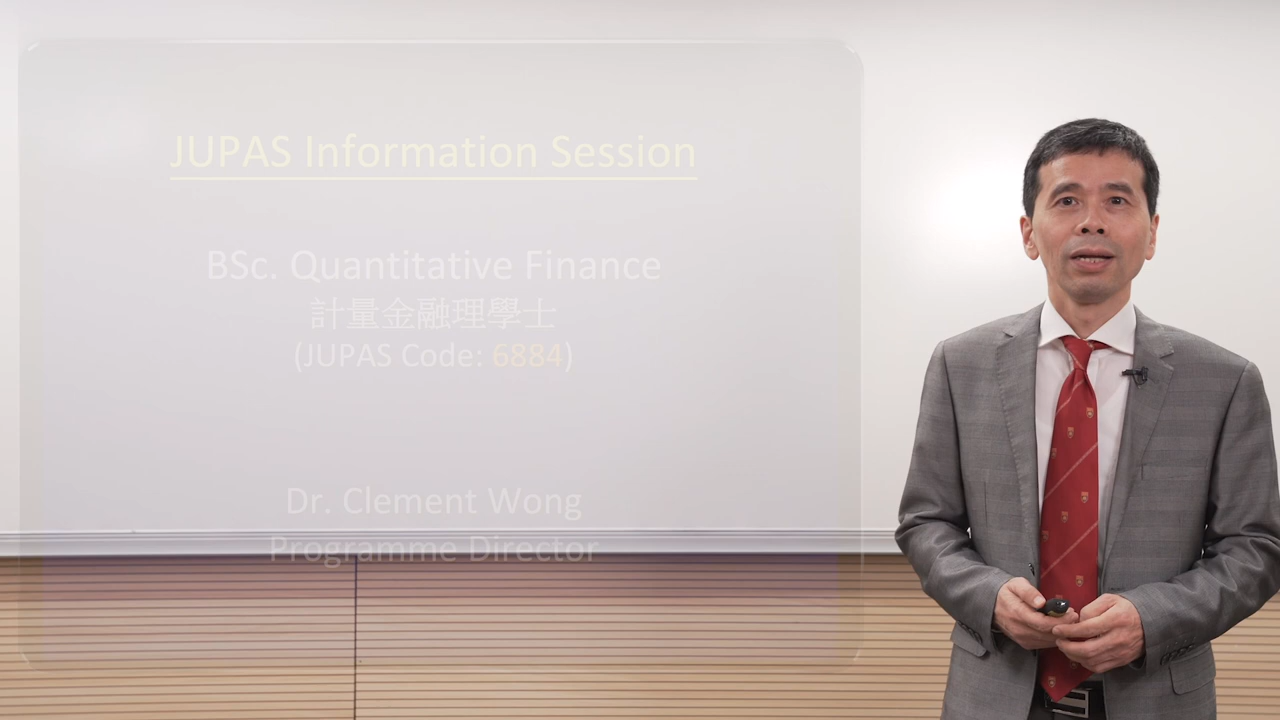 JUPAS Information Session
BSc. Quantitative Finance
計量金融理學士
(JUPAS Code: 6884)
Dr. Clement Wong
Programme Director